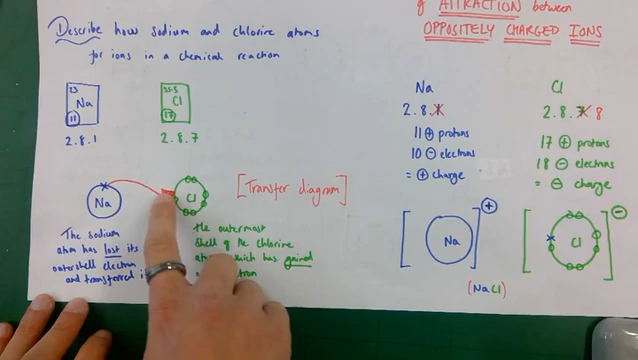 of ATTRACTION between
OPPOSITELY CHARGED IONS
Describe how sodium and chlorine atoms
for ions in a chemical reaction
23
Na
11
2.8.1
35.5
Cl
17
2.8.7
Na
Cl
[Transfer diagram]
The sodium
atom has lost its
outershell electron
and transferred
the outermost
shell of the chlorine
which has gained
Na
2.8.1
11 + protons
10 - electrons
= + charge
[Na] +
Cl
2.8.7 8
17 + protons
18 - electrons
= - charge
[Cl] -
(NaCl)